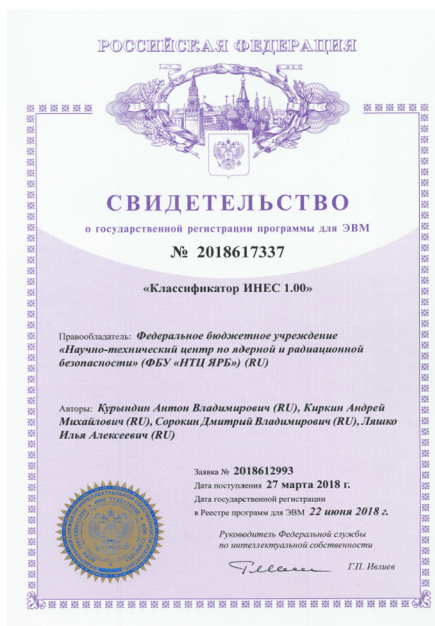 РОССИЙСКАЯ ФЕДЕРАЦИЯ
СВИДЕТЕЛЬСТВО
о государственной регистрации программы для ЭВМ
№ 2018617337
«Классификатор ИНЕС 1.00»
Правообладатель: Федеральное бюджетное учреждение
«Научно-технический центр по ядерной и радиационной
безопасности» (ФБУ «НТЦ ЯРБ») (RU)
Авторы: Курындин Антон Владимирович (RU), Киркин Андрей
Михайлович (RU), Сорокин Дмитрий Владимирович (RU), Ляшко
Илья Алексеевич (RU)
Заявка № 2018612993
Дата поступления 27 марта 2018 г.
Дата государственной регистрации
в Реестре программ для ЭВМ 22 июня 2018 г.
Руководитель Федеральной службы
по интеллектуальной собственности
Г.П. Ивлиев